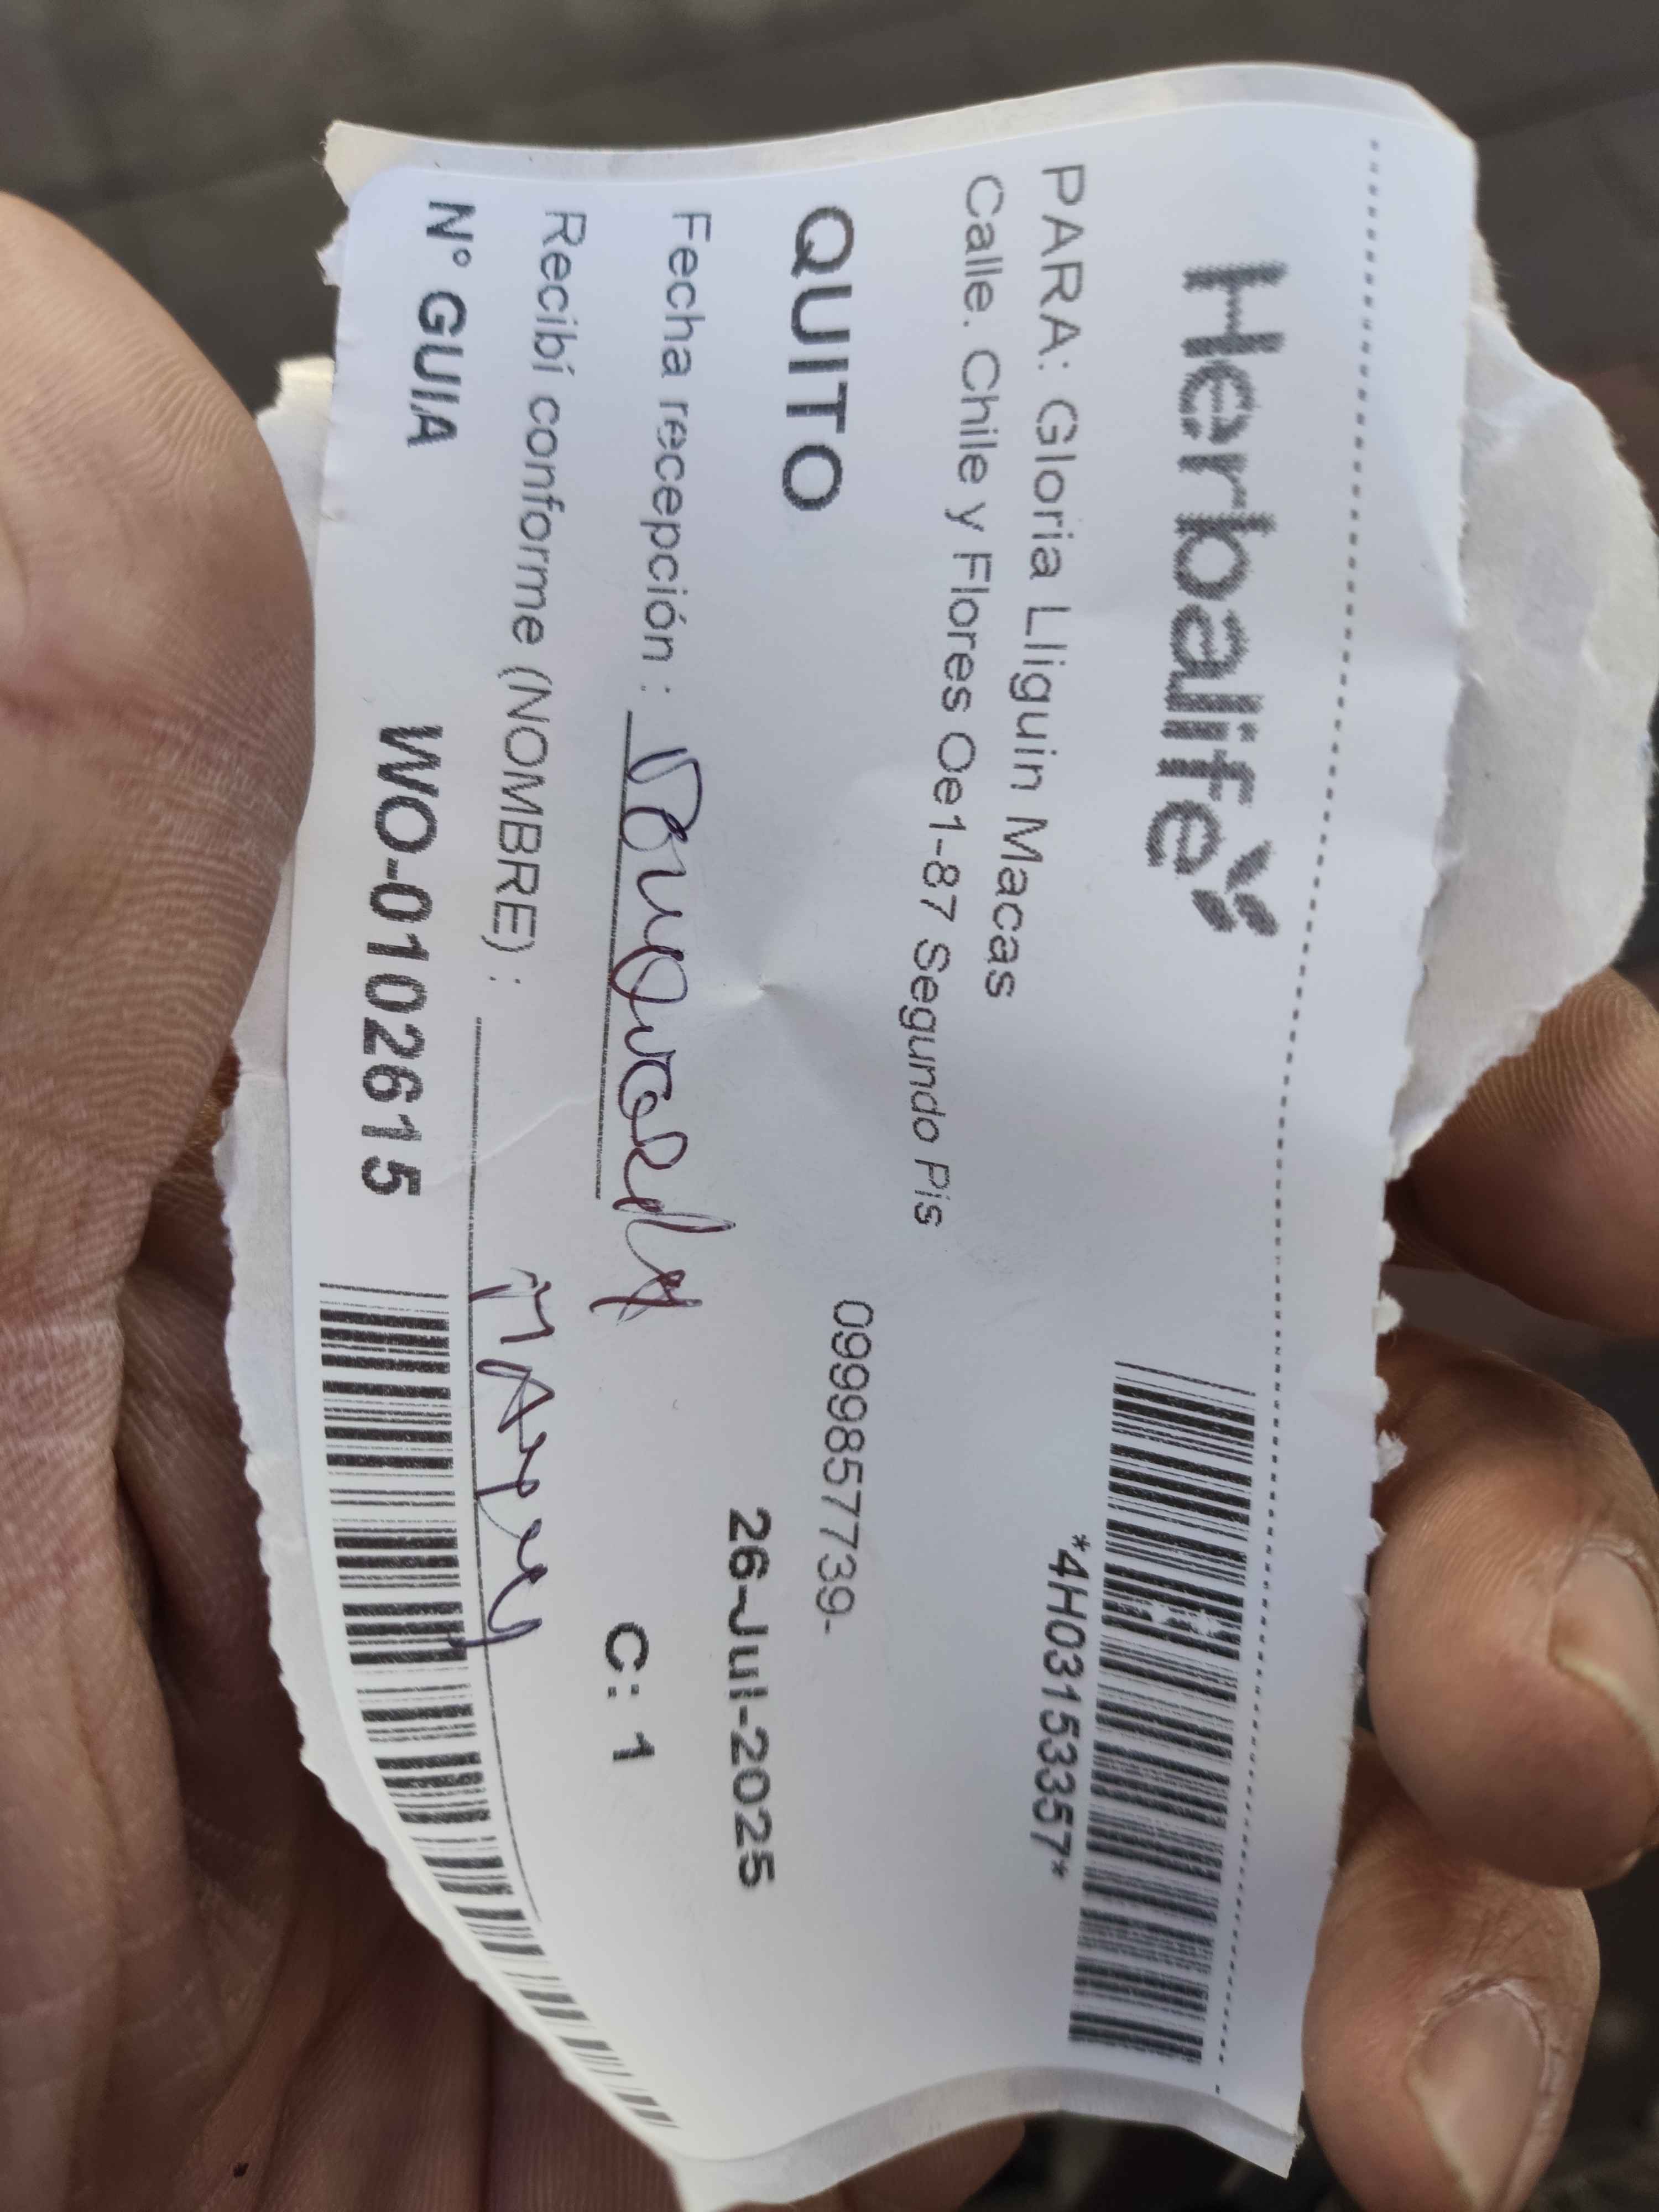 Herbalife
*4H03153357*
PARA: Gloria Lliguin Macas
Calle. Chile y Flores Oe1-87 Segundo Pis
0999857739-
QUITO
26-Jul-2025
Fecha recepción :
C: 1
Recibí conforme (NOMBRE) :
N° GUIA WO-0102615